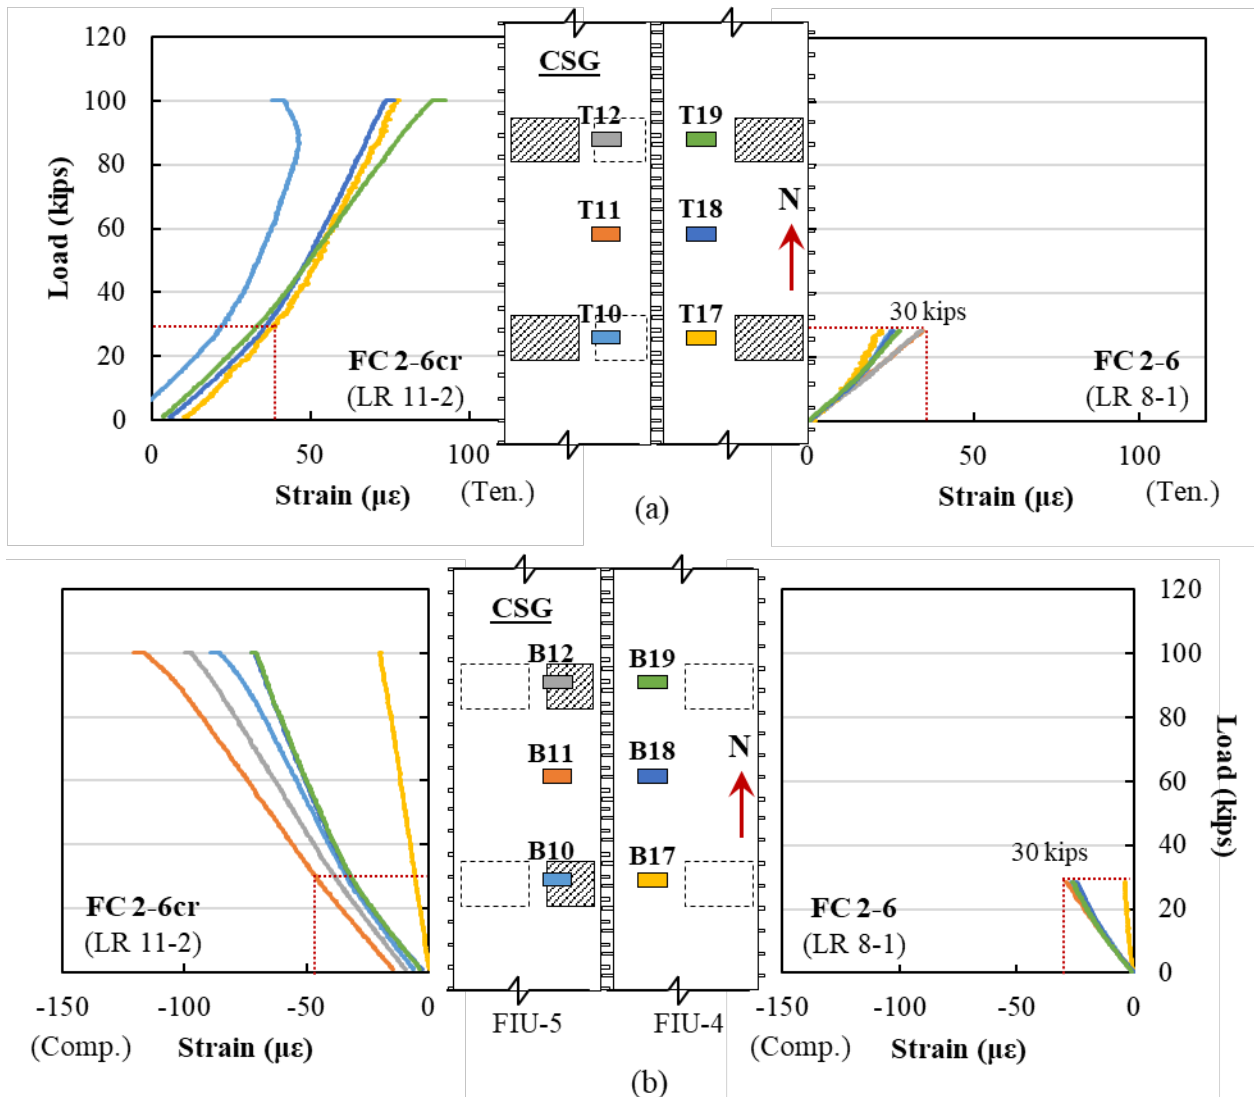 120
100
80
60
40
20
0
Load (kips)
0
50
100
Strain (με)
(Ten.)
FC 2-6cr
(LR 11-2)
CSG
T12
T19
T11
T18
T10
T17
N
30 kips
FC 2-6
(LR 8-1)
0
50
100
Strain (με)
(Ten.)
(a)
FC 2-6cr
(LR 11-2)
-150
-100
-50
0
(Comp.)
Strain (με)
CSG
B12
B19
B11
B18
B10
B17
N
FIU-5
FIU-4
30 kips
FC 2-6
(LR 8-1)
120
100
80
60
40
20
0
Load (kips)
-150
-100
-50
0
(Comp.)
Strain (με)
(b)